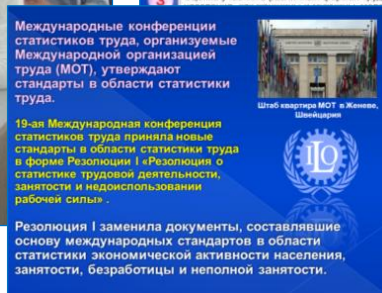 Международные конференции
статистиков труда, организуемые
Международной организацией
труда (МОТ), утверждают
стандарты в области статистики
труда.
Штаб квартира МОТ в Женеве,
Швейцария
19-ая Международная конференция
статистиков труда приняла новые
стандарты в области статистики труда
в форме Резолюции I «Резолюция о
статистике трудовой деятельности,
занятости и недоиспользовании
рабочей силы» .
ILO
Резолюция I заменила документы, составлявшие
основу международных стандартов в области
статистики экономической активности населения,
занятости, безработицы и неполной занятости.